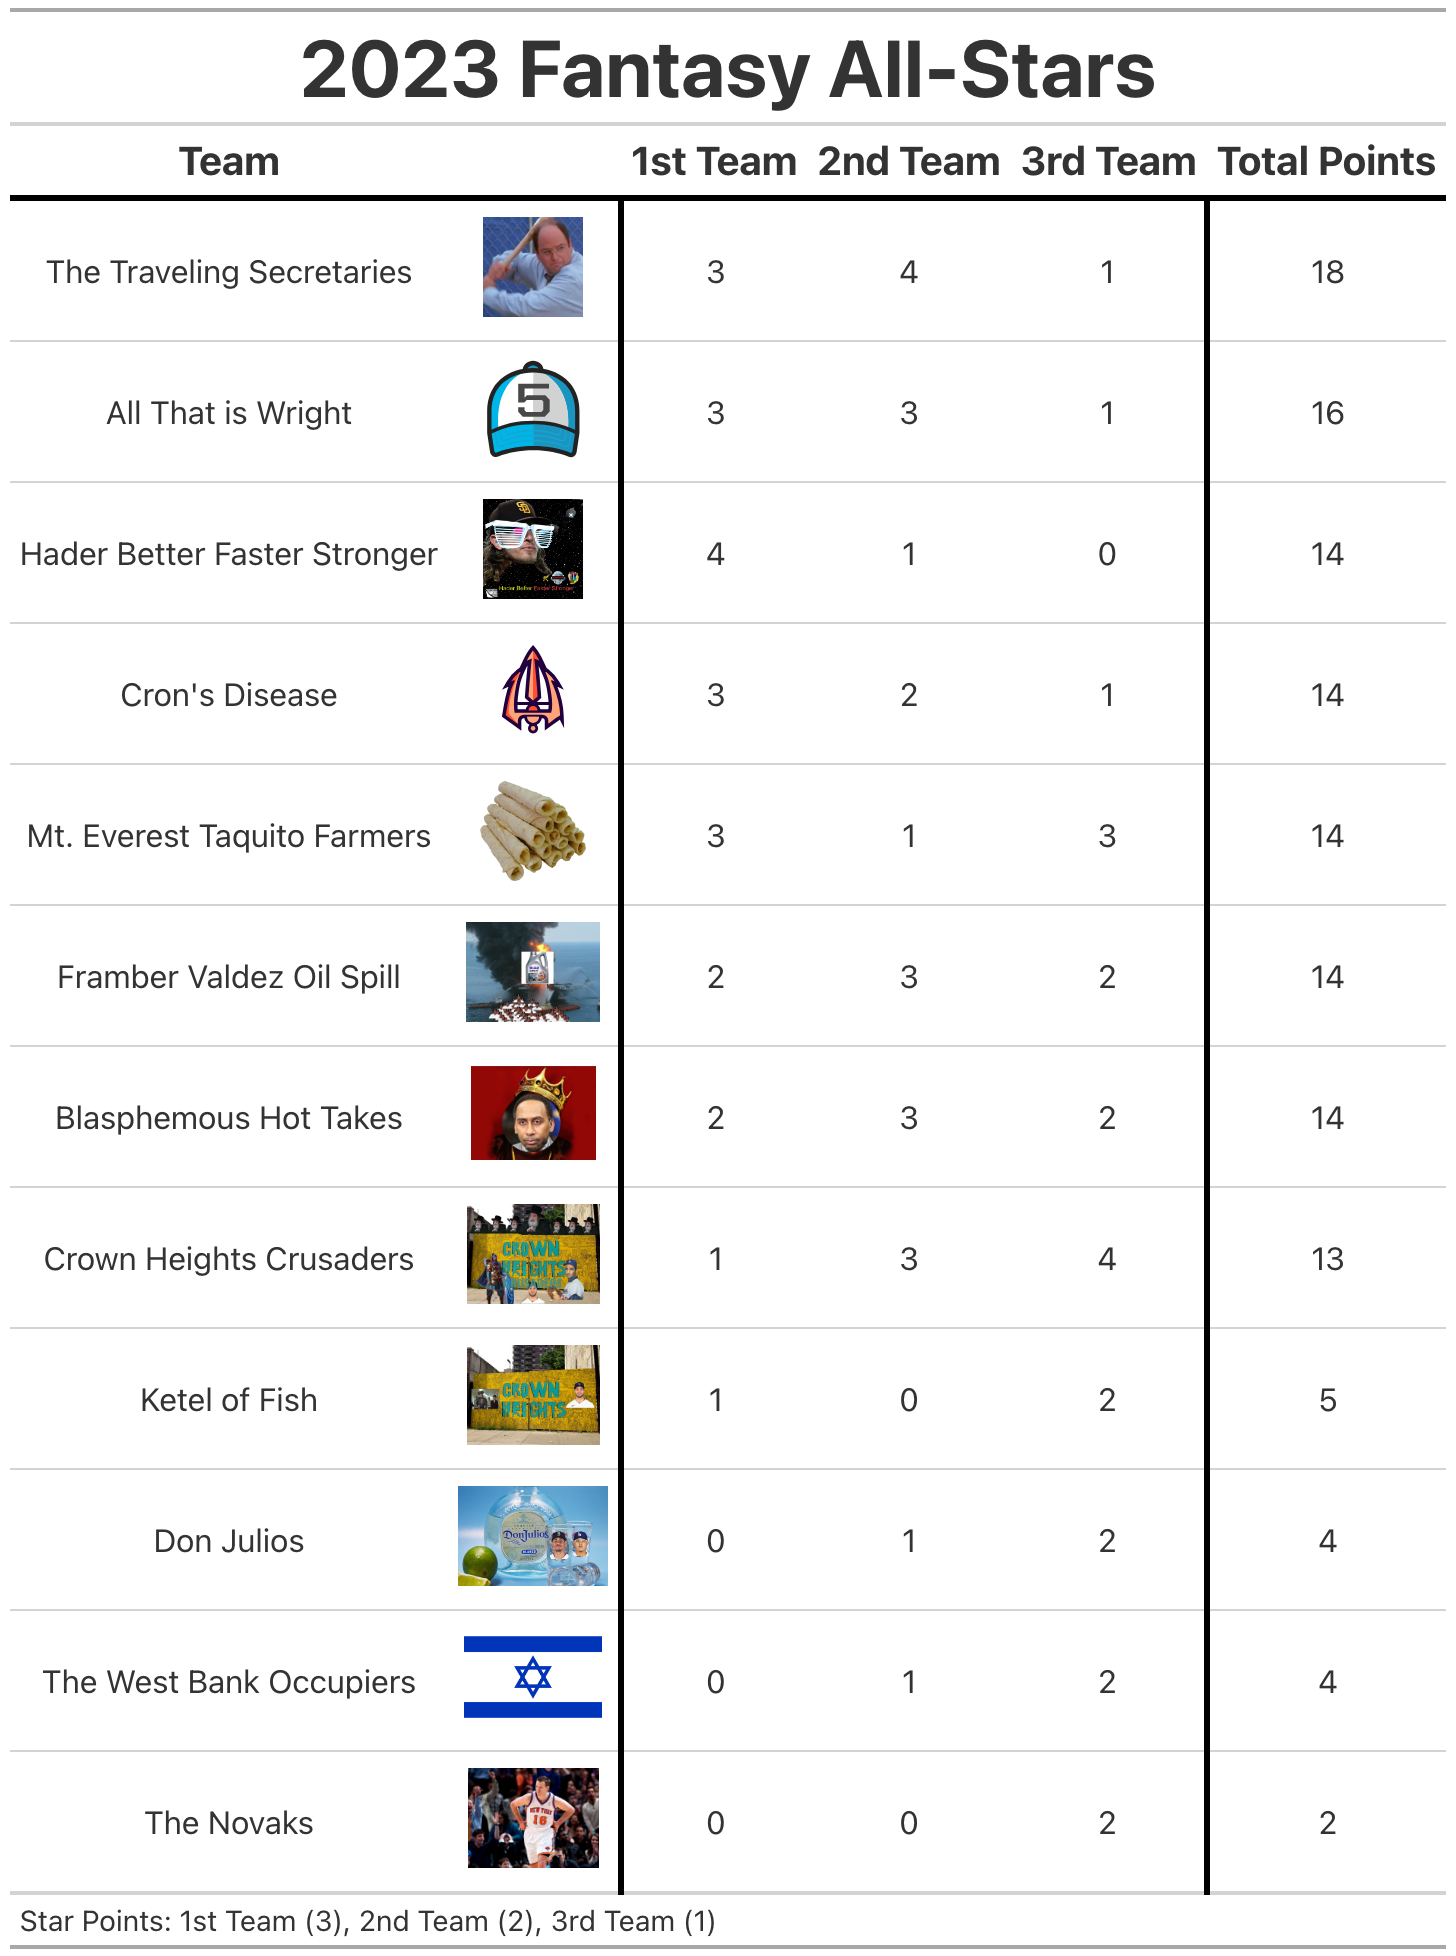 2023 Fantasy All-Stars
Team 1st Team 2nd Team 3rd Team Total Points
The Traveling Secretaries 3 4 1 18
5
All That is Wright 3 3 1 16
Hader Better Faster Stronger 4 1 0 14
Hader Better Faster Stronger
Cron's Disease 3 2 1 14
Mt. Everest Taquito Farmers 3 1 3 14
Framber Valdez Oil Spill 2 3 2 14
Blasphemous Hot Takes 2 3 2 14
Crown Heights Crusaders 1 3 4 13
CROWN
HEIGHTS
CRUSADERS
Ketel of Fish 1 0 2 5
CROWN
HEIGHTS
Don Julios 0 1 2 4
DonJulios
The West Bank Occupiers 0 1 2 4
The Novaks 0 0 2 2
NEW YORK
16
Star Points: 1st Team (3), 2nd Team (2), 3rd Team (1)